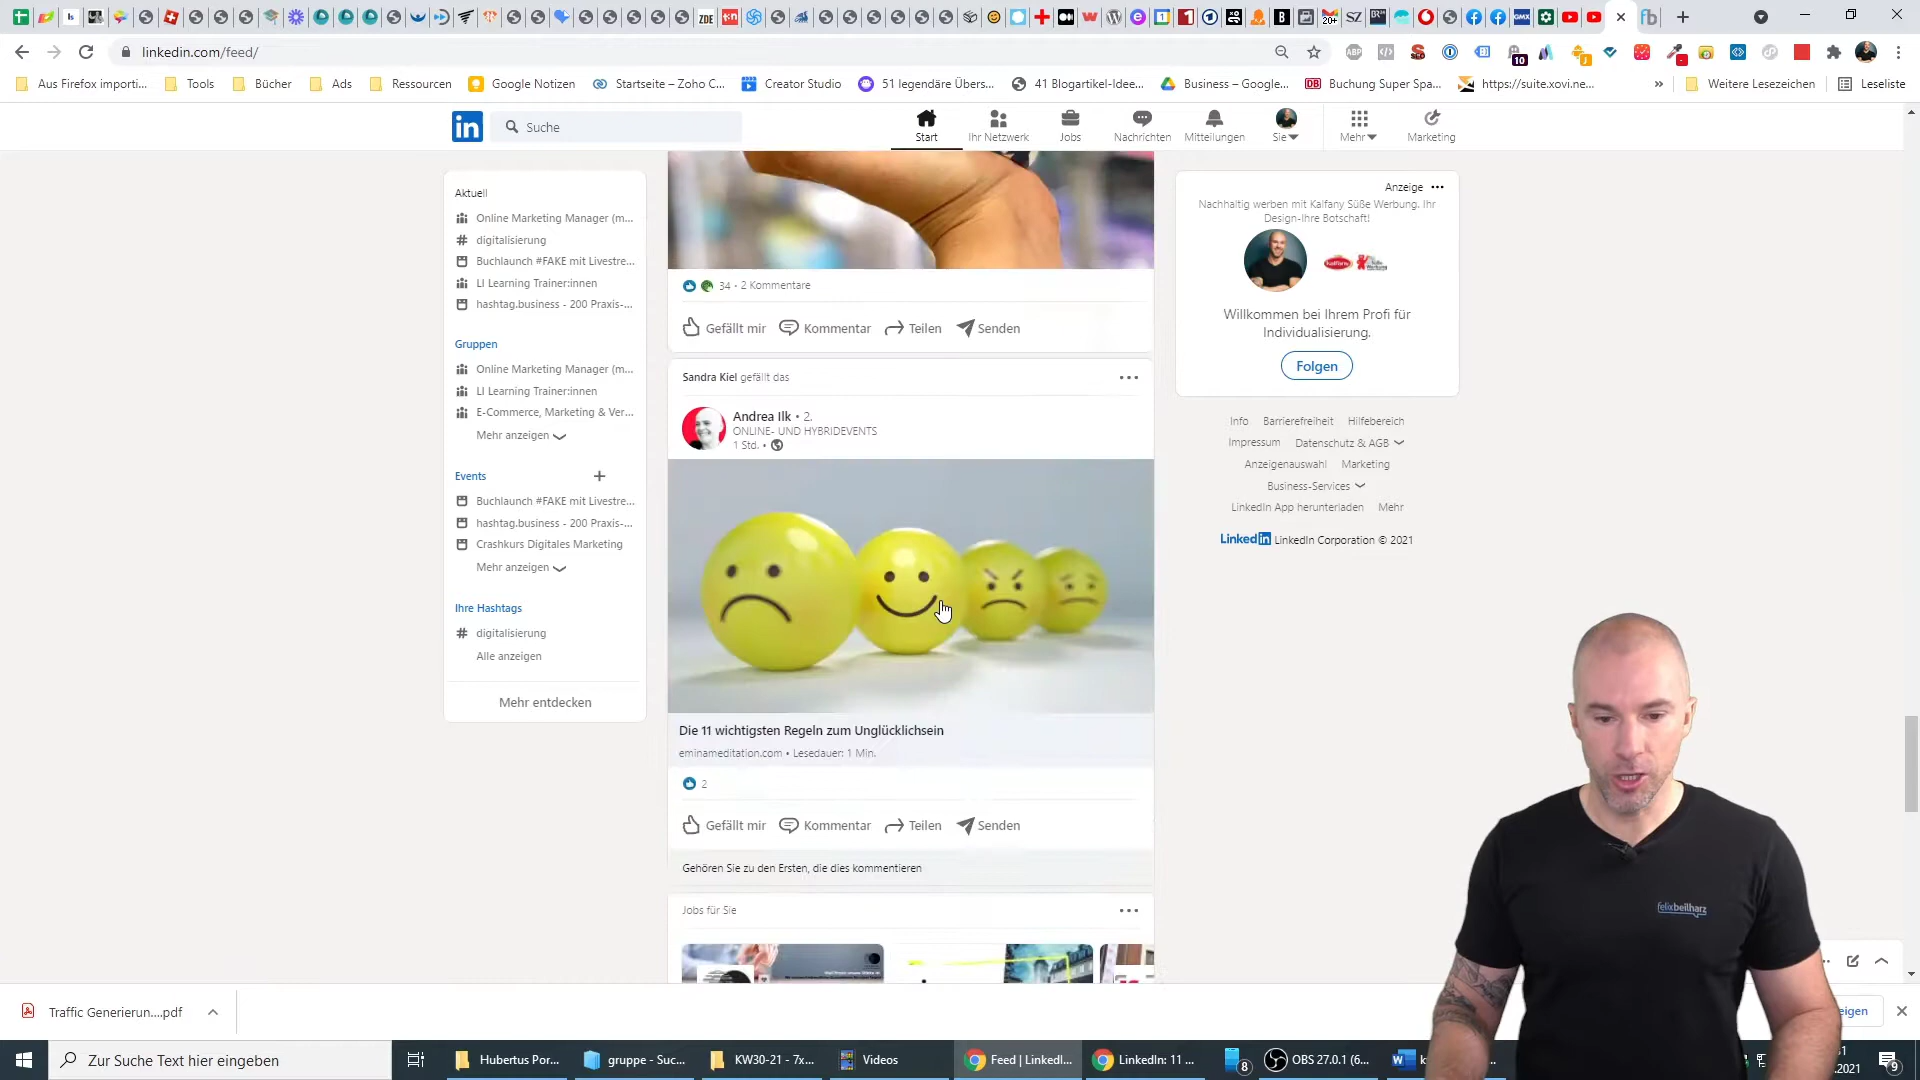 linkedin.com/feed/
Aus Firefox importi...
Tools
Bücher
Ads
Ressourcen
Google Notizen
Startseite – Zoho C...
Creator Studio
51 legendäre Übers...
41 Blogartikel-Idee...
Business – Google...
Buchung Super Spa...
https://suite.xovi.ne...
»
Weitere Lesezeichen
Leseliste
in
Suche
Start
Ihr Netzwerk
Jobs
Nachrichten
Mitteilungen
Sie
Mehr
Marketing
Aktuell
Online Marketing Manager (m...
# digitalisierung
Buchlaunch #FAKE mit Livestre...
LI Learning Trainer:innen
hashtag.business - 200 Praxis-...
Gruppen
Online Marketing Manager (m...
LI Learning Trainer:innen
E-Commerce, Marketing & Ver...
Mehr anzeigen
Events +
Buchlaunch #FAKE mit Livestre...
hashtag.business - 200 Praxis-...
Crashkurs Digitales Marketing
Mehr anzeigen
Ihre Hashtags
# digitalisierung
Alle anzeigen
Mehr entdecken
34 • 2 Kommentare
Gefällt mir Kommentar Teilen Senden
Sandra Kiel gefällt das
Andrea Ilk • 2.
ONLINE- UND HYBRIDEVENTS
1 Std. •
Die 11 wichtigsten Regeln zum Unglücklichsein
eminameditation.com • Lesedauer: 1 Min.
2
Gefällt mir Kommentar Teilen Senden
Gehören Sie zu den Ersten, die dies kommentieren
Jobs für Sie
Anzeige
Nachhaltig werben mit Kalfany Süße Werbung. Ihr
Design-Ihre Botschaft!
Willkommen bei Ihrem Profi für
Individualisierung.
Folgen
Info Barrierefreiheit Hilfebereich
Impressum Datenschutz & AGB
Anzeigenauswahl Marketing
Business-Services
LinkedIn App herunterladen Mehr
LinkedIn LinkedIn Corporation © 2021
felixbeilharz
Traffic Generierun....pdf
eigen
Zur Suche Text hier eingeben
Hubertus Por...
gruppe - Suc...
KW30-21 - 7x...
Videos
Feed | LinkedI...
LinkedIn: 11 ...
8
OBS 27.0.1 (6...
.2021
9